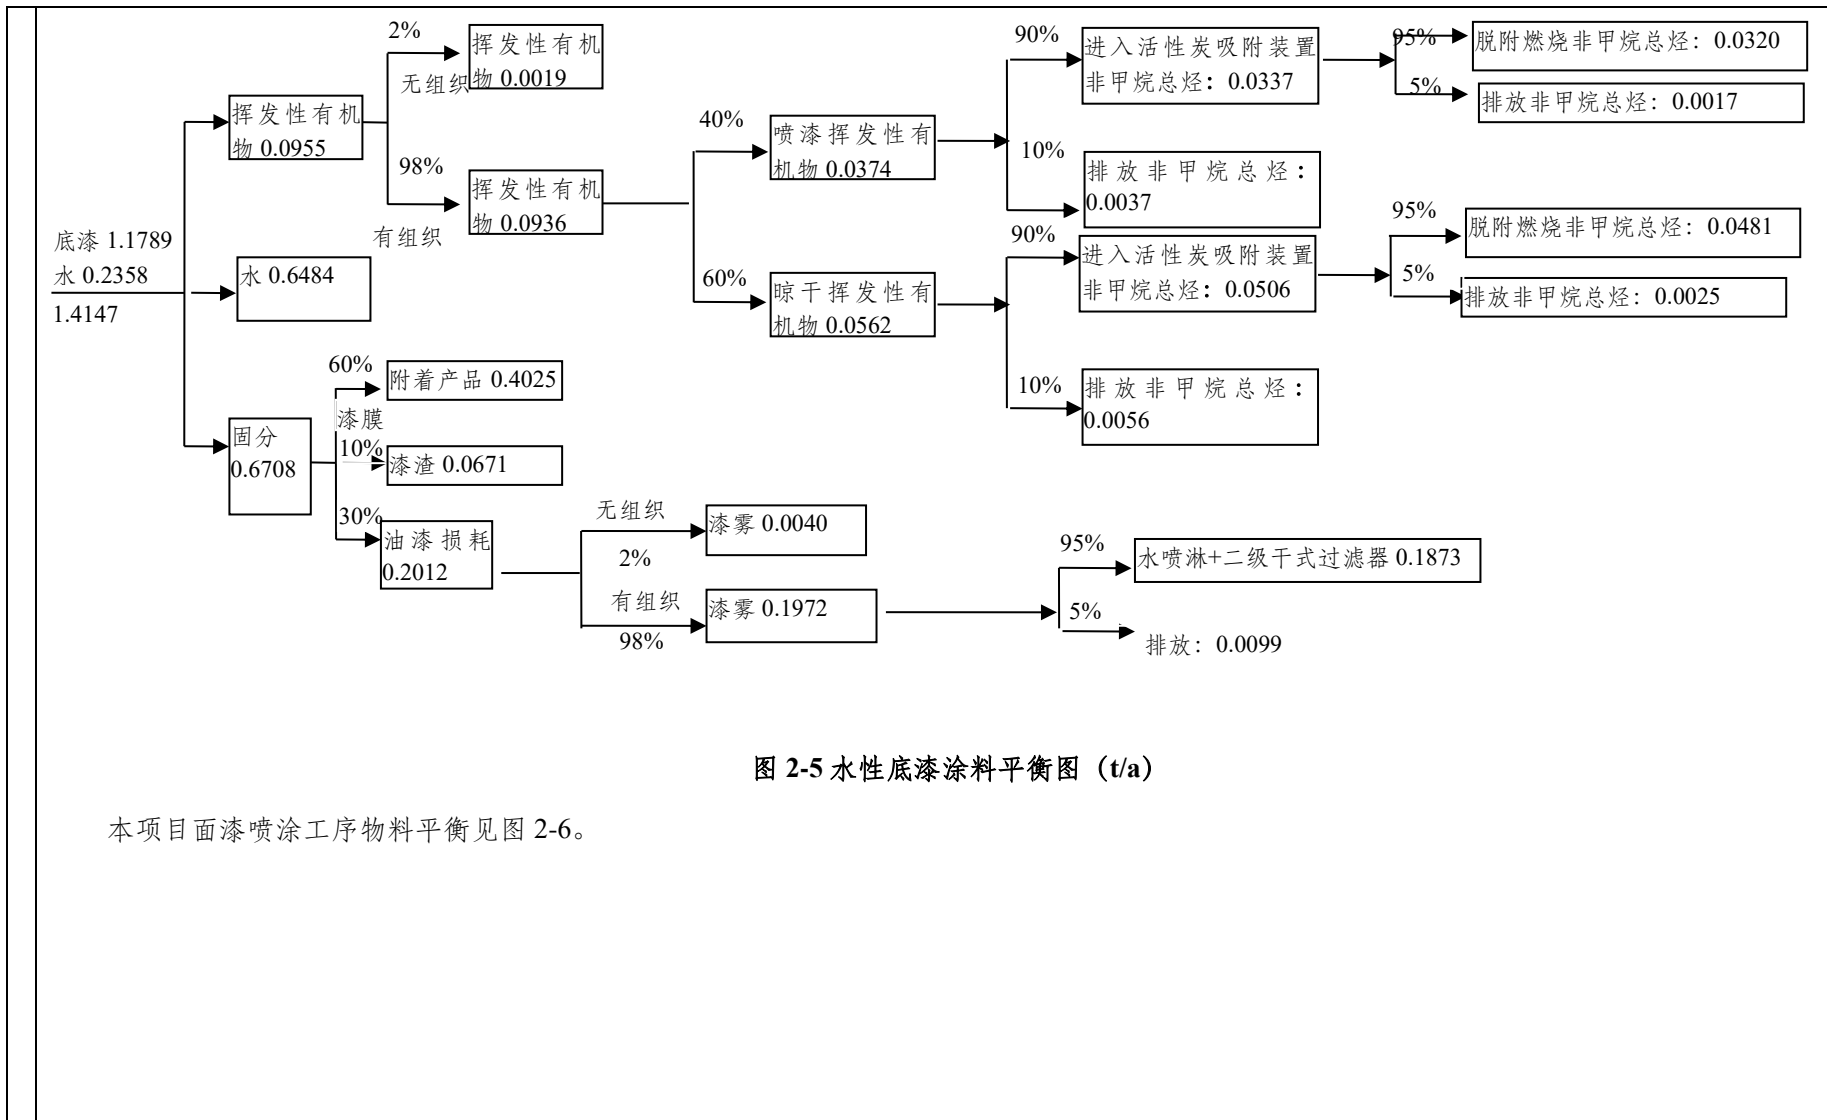 2%
挥发性有机
物 0.0019
无组织
挥发性有机
物 0.0955
98%
挥发性有机
物 0.0936
有组织
底漆 1.1789
水 0.2358
1.4147
水 0.6484
固分
0.6708
40%
喷漆挥发性有
机物 0.0374
60%
晾干挥发性有
机物 0.0562
90%
进入活性炭吸附装置
非甲烷总烃：0.0337
10%
排放非甲烷总烃：
0.0037
95%
脱附燃烧非甲烷总烃：0.0320
5%
排放非甲烷总烃：0.0017
90%
进入活性炭吸附装置
非甲烷总烃：0.0506
10%
排放非甲烷总烃：
0.0056
95%
脱附燃烧非甲烷总烃：0.0481
5%
排放非甲烷总烃：0.0025
60%
附着产品 0.4025
漆膜
10%
漆渣 0.0671
30%
油漆损耗
0.2012
无组织
漆雾 0.0040
2%
有组织
漆雾 0.1972
98%
95%
水喷淋+二级干式过滤器 0.1873
5%
排放：0.0099
图 2-5 水性底漆涂料平衡图（t/a）
本项目面漆喷涂工序物料平衡见图 2-6。